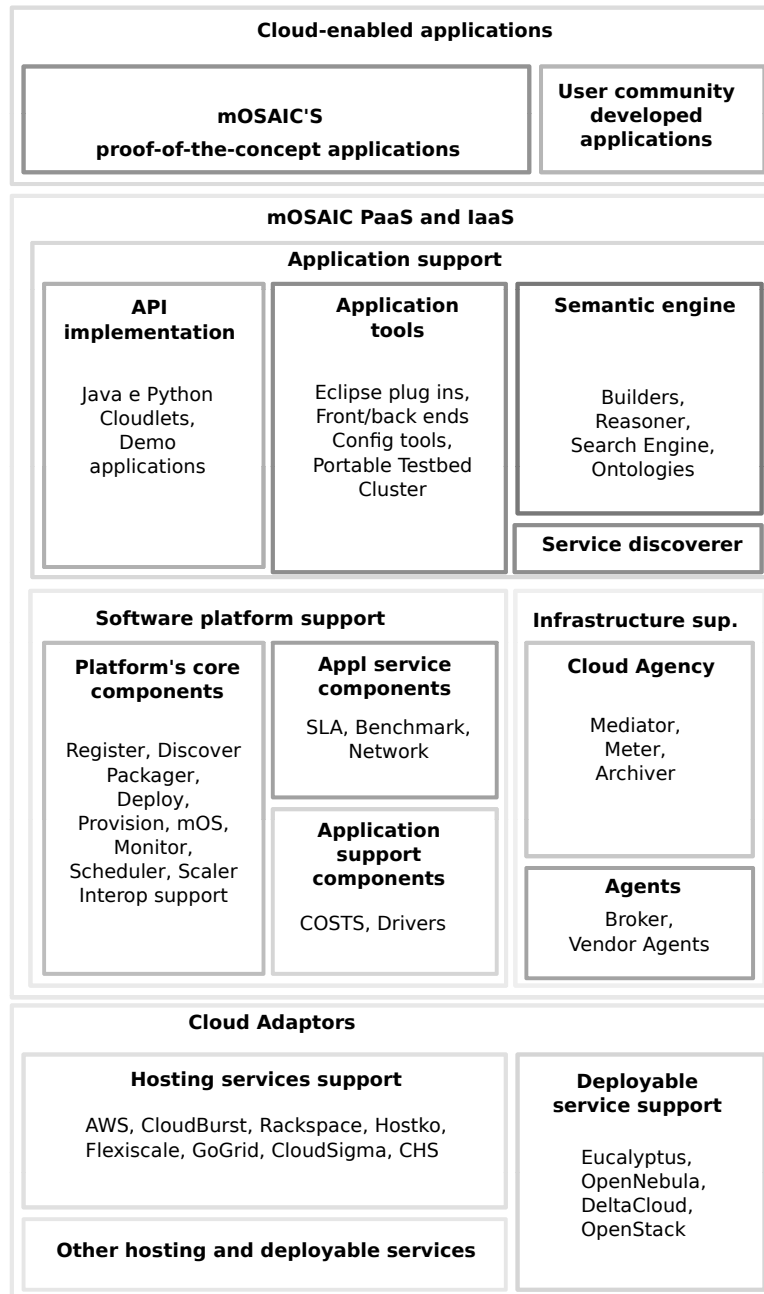 Cloud-enabled applications
mOSAIC'S
proof-of-the-concept applications
User community
developed
applications
mOSAIC PaaS and IaaS
Application support
API
implementation
Java e Python
Cloudlets,
Demo
applications
Application
tools
Eclipse plug ins,
Front/back ends
Config tools,
Portable Testbed
Cluster
Semantic engine
Builders,
Reasoner,
Search Engine,
Ontologies
Service discoverer
Software platform support
Platform's core
components
Register, Discover
Packager,
Deploy,
Provision, mOS,
Monitor,
Scheduler, Scaler
Interop support
Appl service
components
SLA, Benchmark,
Network
Application
support
components
COSTS, Drivers
Infrastructure sup.
Cloud Agency
Mediator,
Meter,
Archiver
Agents
Broker,
Vendor Agents
Cloud Adaptors
Hosting services support
AWS, CloudBurst, Rackspace, Hostko,
Flexiscale, GoGrid, CloudSigma, CHS
Other hosting and deployable services
Deployable
service support
Eucalyptus,
OpenNebula,
DeltaCloud,
OpenStack